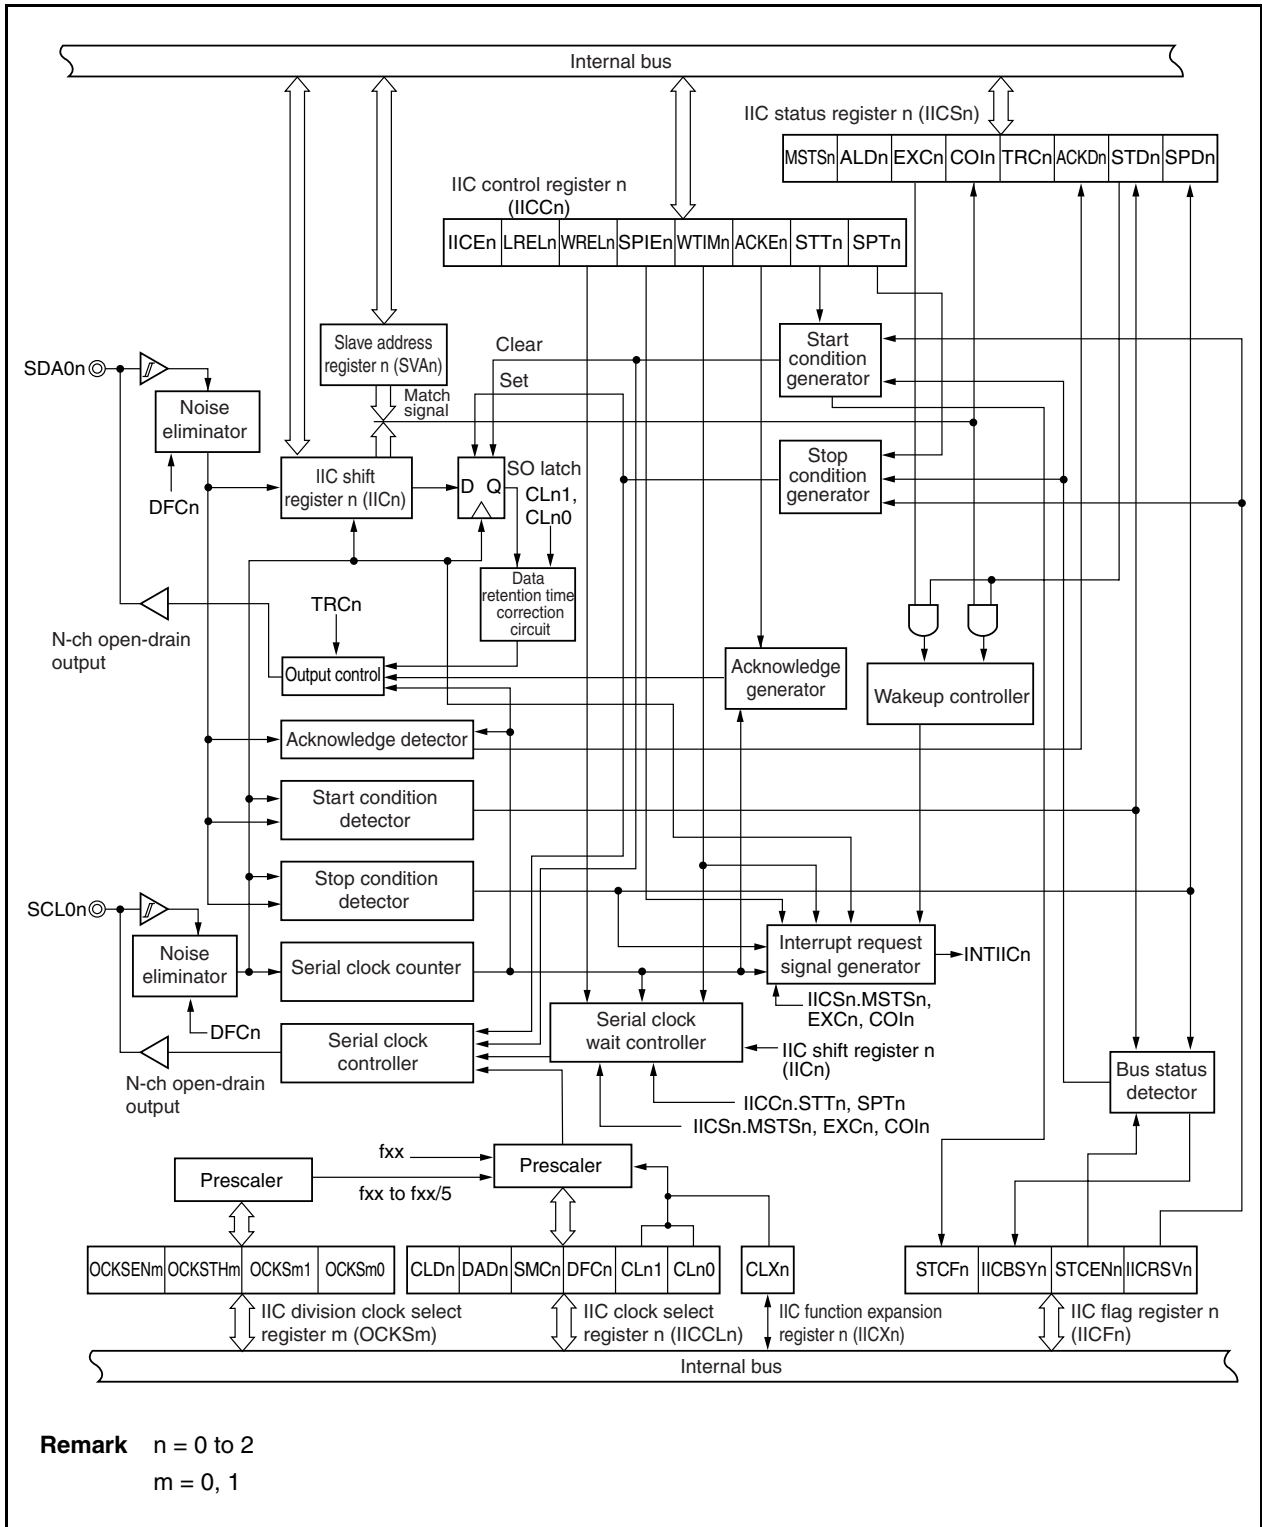 Internal bus
IIC status register n (IICSn)
MSTSn ALDn EXCn COIn TRCn ACKDn STDn SPDn
IIC control register n
(IICCn)
IICEn LRELn WRELn SPIEn WTIMn ACKEn STTn SPTn
Slave address
register n (SVAn)
Clear
Start
condition
generator
SDA0n
Set
Match
signal
Noise
eliminator
DFCn
IIC shift
register n (IICn)
D Q
SO latch
CLn1,
CLn0
Stop
condition
generator
Data
retention time
correction
circuit
TRCn
N-ch open-drain
output
Output control
Acknowledge
generator
Wakeup controller
Acknowledge detector
Start condition
detector
Stop condition
detector
SCL0n
Noise
eliminator
DFCn
Serial clock counter
Interrupt request
signal generator
INTIICn
IICSn.MSTSn,
EXCn, COIn
Serial clock
controller
Serial clock
wait controller
IIC shift register n
(IICn)
N-ch open-drain
output
IICCn.STTn, SPTn
IICSn.MSTSn, EXCn, COIn
Bus status
detector
fxx
Prescaler
fxx to fxx/5
Prescaler
OCKSENm OCKSTHm OCKSm1 OCKSm0
CLDn DADn SMCn DFCn CLn1 CLn0
CLXn
STCFn IICBSYn STCENn IICRSVn
IIC division clock select
register m (OCKSm)
IIC clock select
register n (IICCLn)
IIC function expansion
register n (IICXn)
IIC flag register n
(IICFn)
Internal bus
Remark n = 0 to 2
m = 0, 1